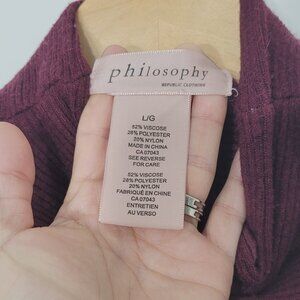 philosophy
REPUBLIC CLOTHING
L/G
52% VISCOSE
28% POLYESTER
20% NYLON
MADE IN CHINA
CA 07043
SEE REVERSE
FOR CARE
52% VISCOSE
28% POLYESTER
20% NYLON
FABRIQUÉ EN CHINE
CA 07043
ENTRETIEN
AU VERSO